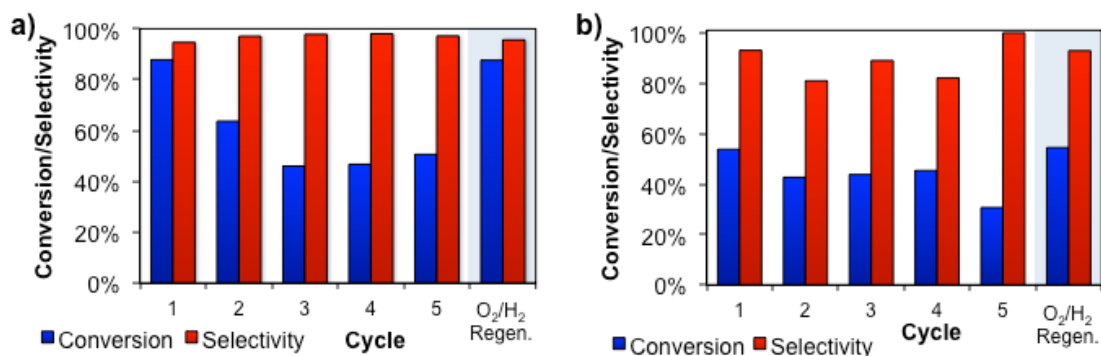 a)
Conversion/Selectivity
100%
80%
60%
40%
20%
0%
1 2 3 4 5 O₂/H₂
Regen.
Conversion Selectivity Cycle
b)
Conversion/Selectivity
100%
80%
60%
40%
20%
0%
1 2 3 4 5 O₂/H₂
Regen.
Cycle
Conversion Selectivity